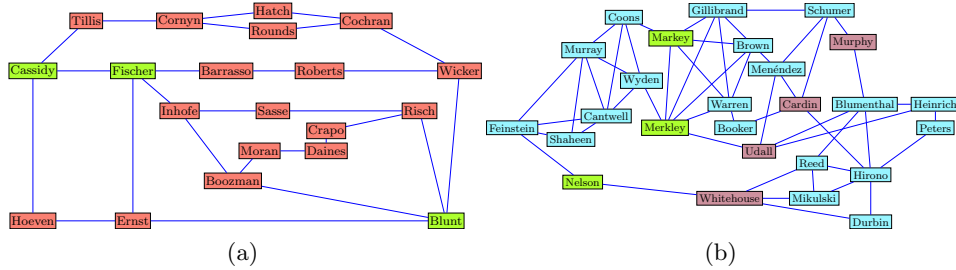 Tillis
Cornyn
Hatch
Rounds
Cochran
Cassidy
Fischer
Barrasso
Roberts
Wicker
Inhofe
Sasse
Risch
Crapo
Moran
Daines
Boozman
Hoeven
Ernst
Blunt
(a)
Coons
Gillibrand
Schumer
Markey
Murphy
Murray
Brown
Menéndez
Wyden
Warren
Cardin
Blumenthal
Heinrich
Feinstein
Cantwell
Merkley
Booker
Peters
Shaheen
Udall
Reed
Hirono
Nelson
Whitehouse
Mikulski
Durbin
(b)